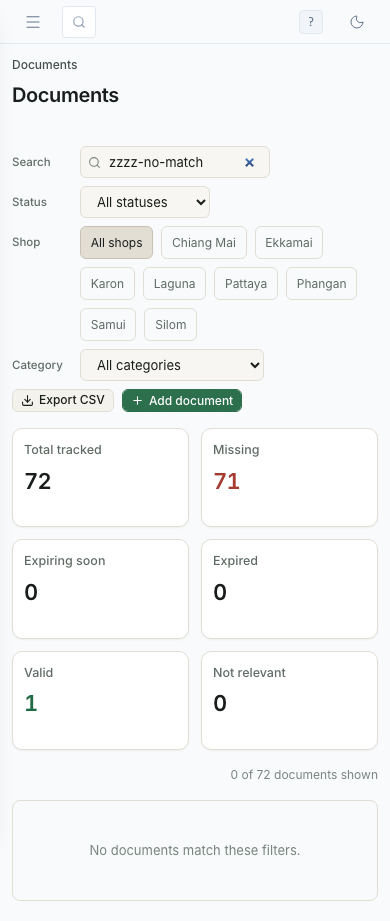 ?
Documents
Documents
Search zzzz-no-match ×
Status All statuses
Shop All shops Chiang Mai Ekkamai
Karon Laguna Pattaya Phangan
Samui Silom
Category All categories
Export CSV + Add document
Total tracked Missing
72 71
Expiring soon Expired
0 0
Valid Not relevant
1 0
0 of 72 documents shown
No documents match these filters.